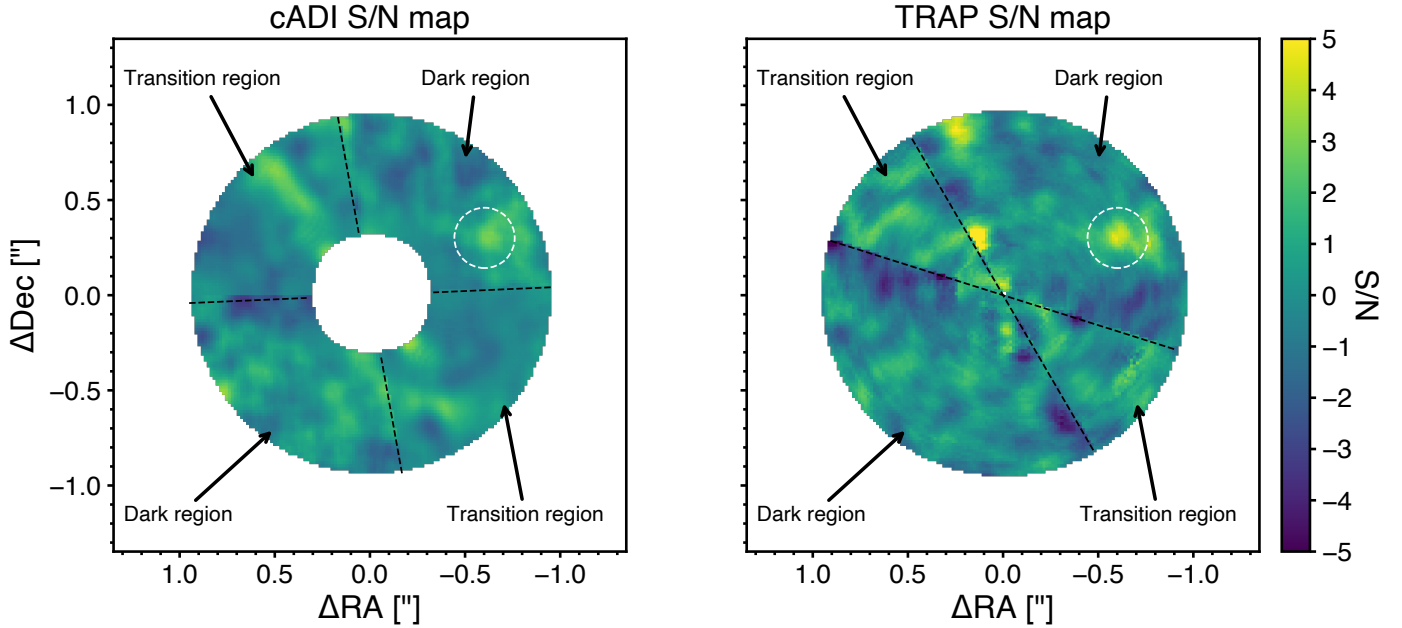 cADI S/N map
TRAP S/N map
Transition region
Dark region
Transition region
Dark region
1.0
0.5
0.0
−0.5
−1.0
ΔDec ["]
Dark region
Transition region
Dark region
Transition region
1.0
0.5
0.0
−0.5
−1.0
ΔRA ["]
1.0
0.5
0.0
−0.5
−1.0
ΔRA ["]
5
4
3
2
1
0
−1
−2
−3
−4
−5
S/N